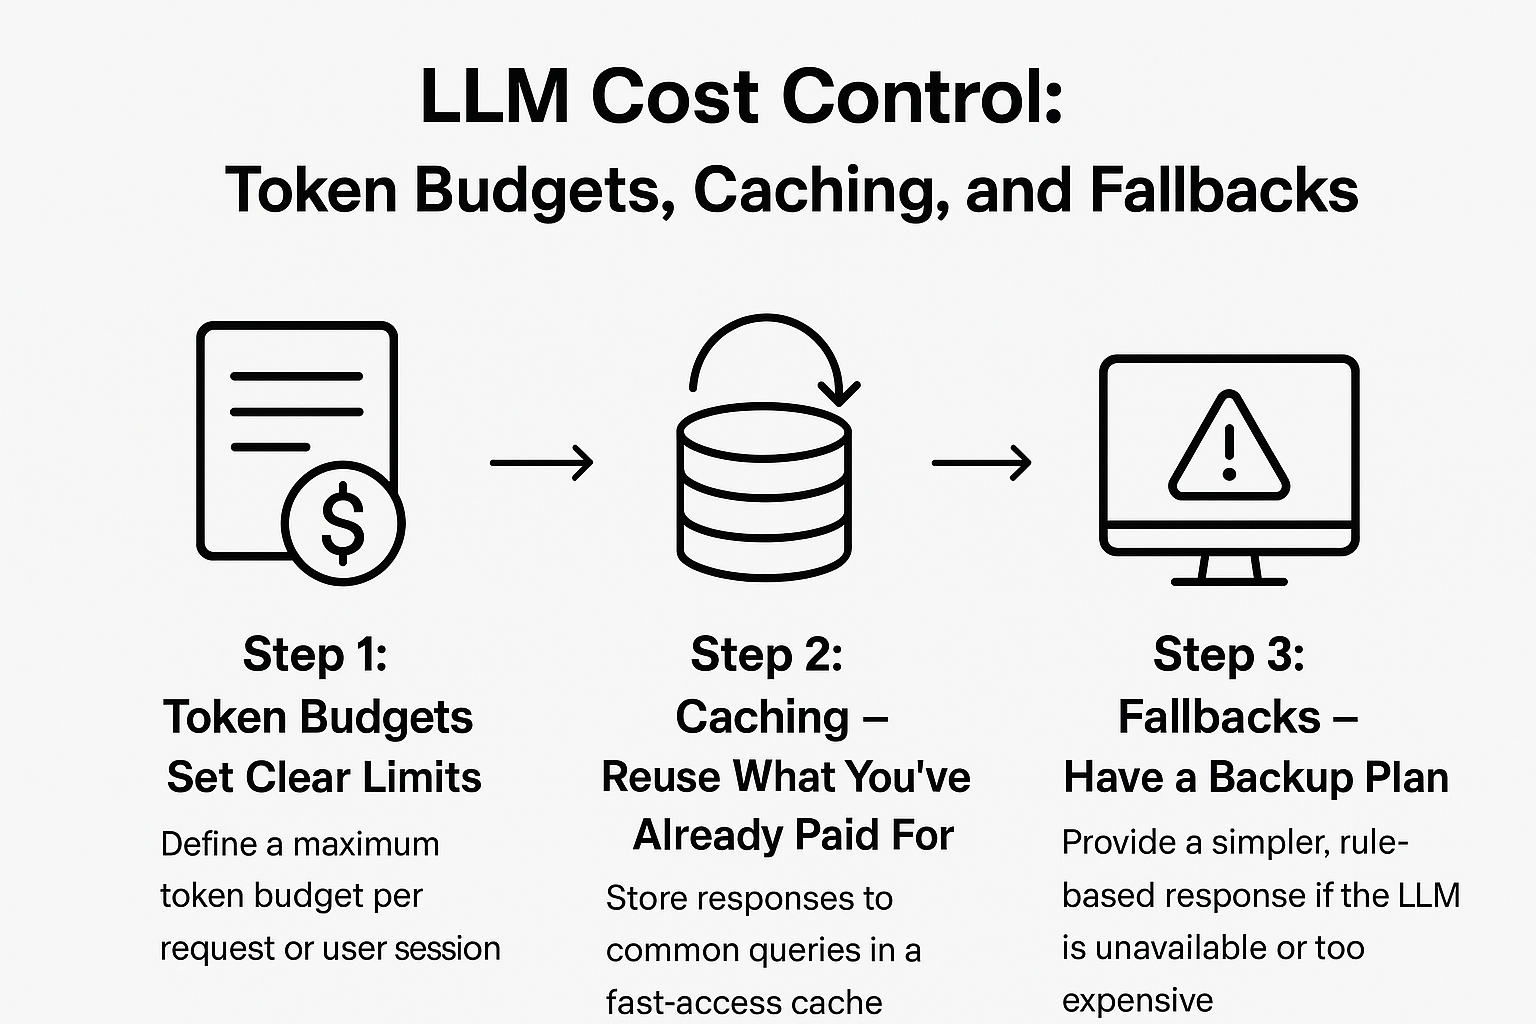 LLM Cost Control:
Token Budgets, Caching, and Fallbacks
$
!
Step 1:
Token Budgets
Set Clear Limits
Define a maximum
token budget per
request or user session
Step 2:
Caching –
Reuse What You've
Already Paid For
Store responses to
common queries in a
fast-access cache
Step 3:
Fallbacks –
Have a Backup Plan
Provide a simpler, rule-
based response if the LLM
is unavailable or too
expensive